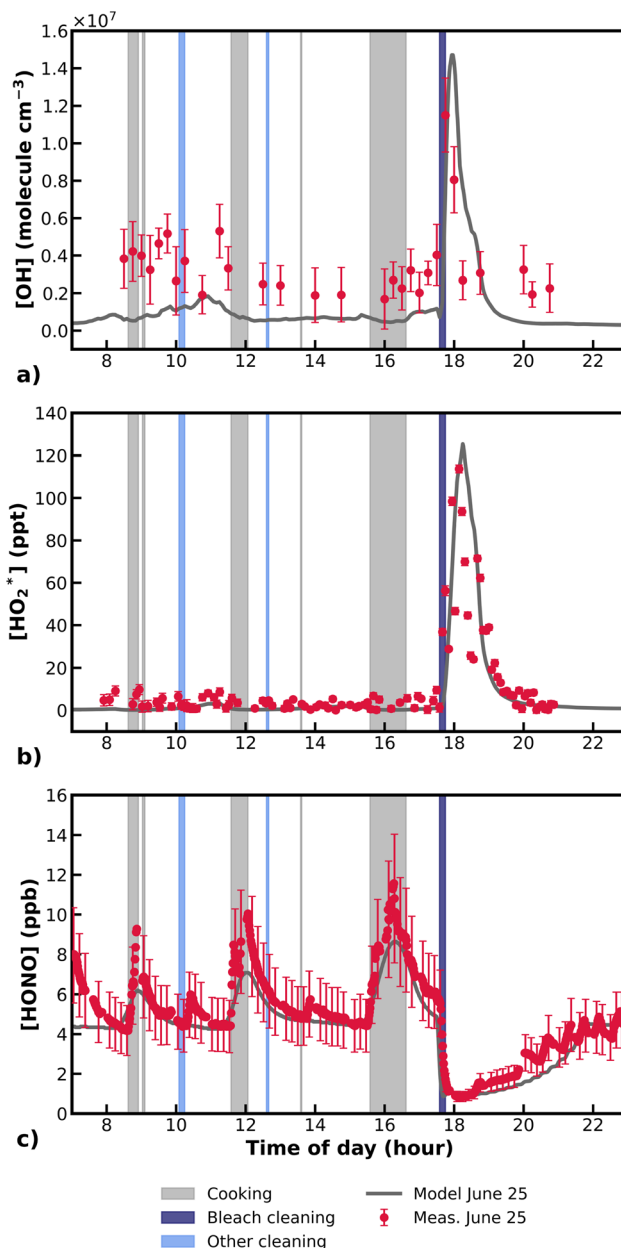 ×10⁷
1.6
1.4
1.2
1.0
0.8
0.6
0.4
0.2
0.0
[OH] (molecule cm⁻³)
8 10 12 14 16 18 20 22
a)
140
120
100
80
60
40
20
0
[HO₂*] (ppt)
8 10 12 14 16 18 20 22
b)
16
14
12
10
8
6
4
2
0
[HONO] (ppb)
8 10 12 14 16 18 20 22
c)
Time of day (hour)
Cooking
Bleach cleaning
Other cleaning
Model June 25
Meas. June 25